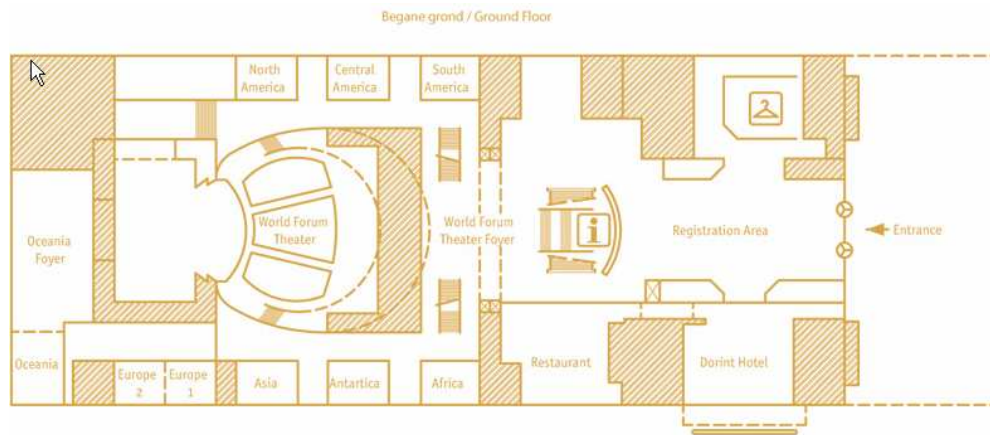 Begane grond / Ground Floor
North
America
Central
America
South
America
World Forum
Theater
World Forum
Theater Foyer
i
Registration Area
Entrance
Oceania
Foyer
Oceania
Europe
2
Europe
1
Asia
Antartica
Africa
Restaurant
Dorint Hotel